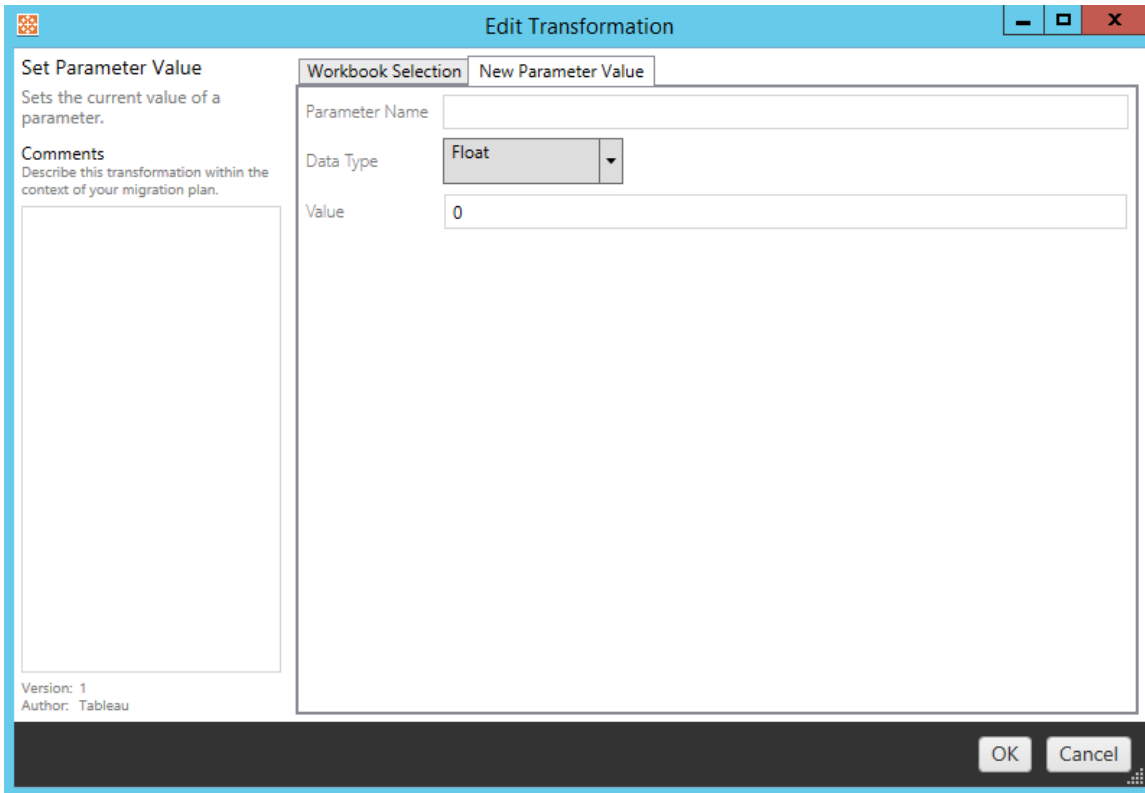 Edit Transformation
X
Set Parameter Value
Sets the current value of a
parameter.
Comments
Describe this transformation within the
context of your migration plan.
Version: 1
Author: Tableau
Workbook Selection
New Parameter Value
Parameter Name
Data Type
Float
Value
0
OK
Cancel